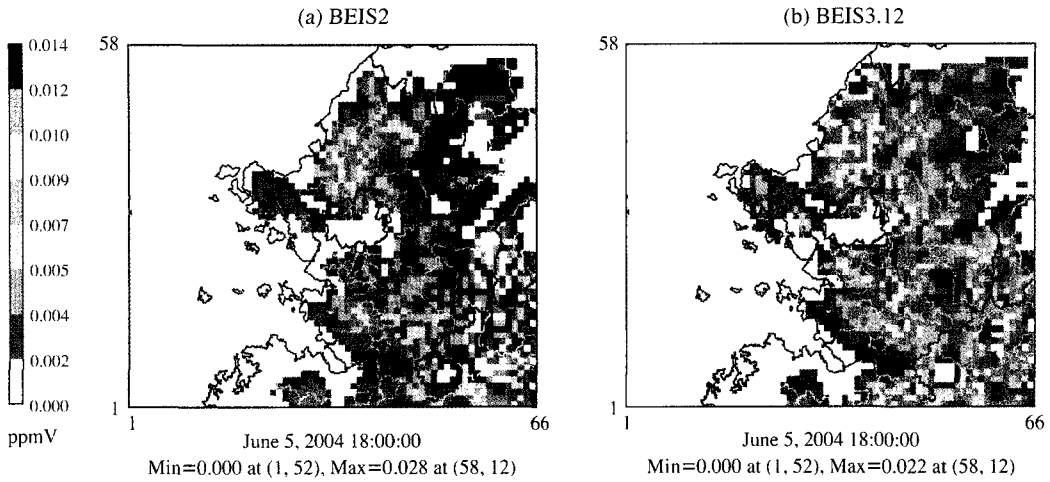 (a) BEIS2
(b) BEIS3.12
58
58
0.014
0.012
0.010
0.009
0.007
0.005
0.004
0.002
0.000
ppmV
1
1
66
1
1
66
June 5, 2004 18:00:00
Min=0.000 at (1, 52), Max=0.028 at (58, 12)
June 5, 2004 18:00:00
Min=0.000 at (1, 52), Max=0.022 at (58, 12)